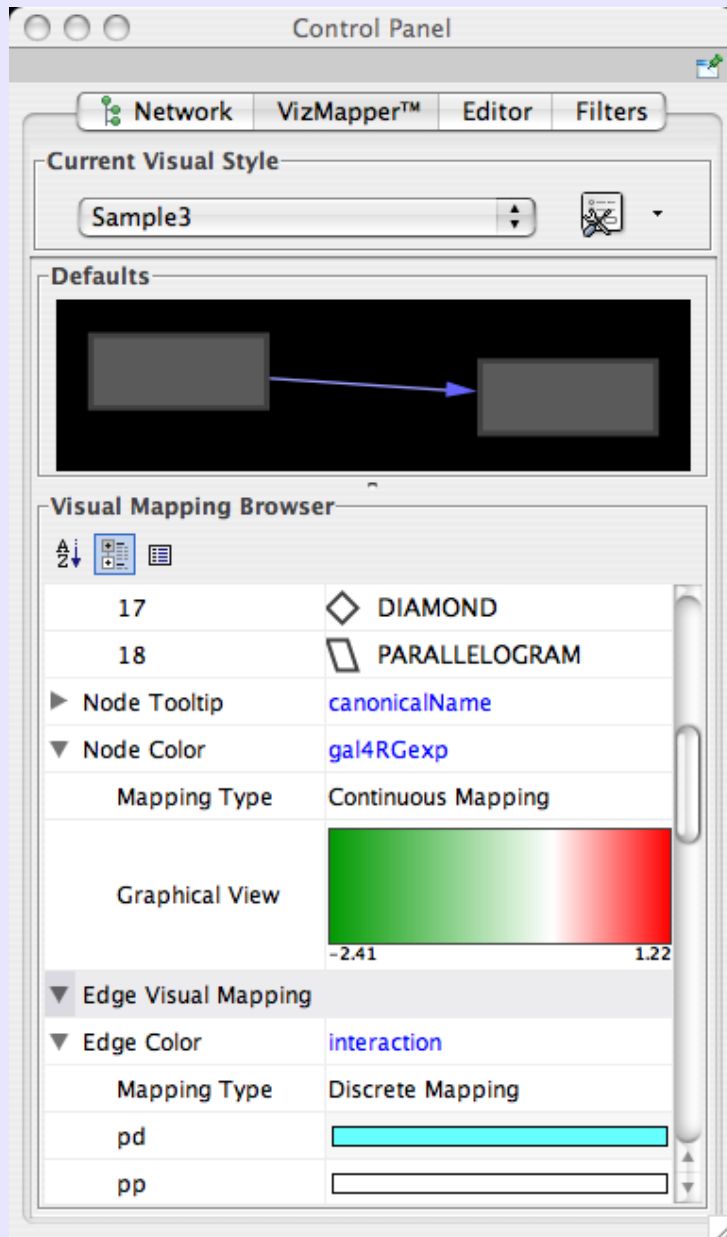 Control Panel
Network VizMapper™ Editor Filters
Current Visual Style
Sample3
Defaults
Visual Mapping Browser
A Z
17 DIAMOND
18 PARALLELOGRAM
Node Tooltip canonicalName
Node Color gal4RGexp
Mapping Type Continuous Mapping
Graphical View
-2.41 1.22
Edge Visual Mapping
Edge Color interaction
Mapping Type Discrete Mapping
pd
pp